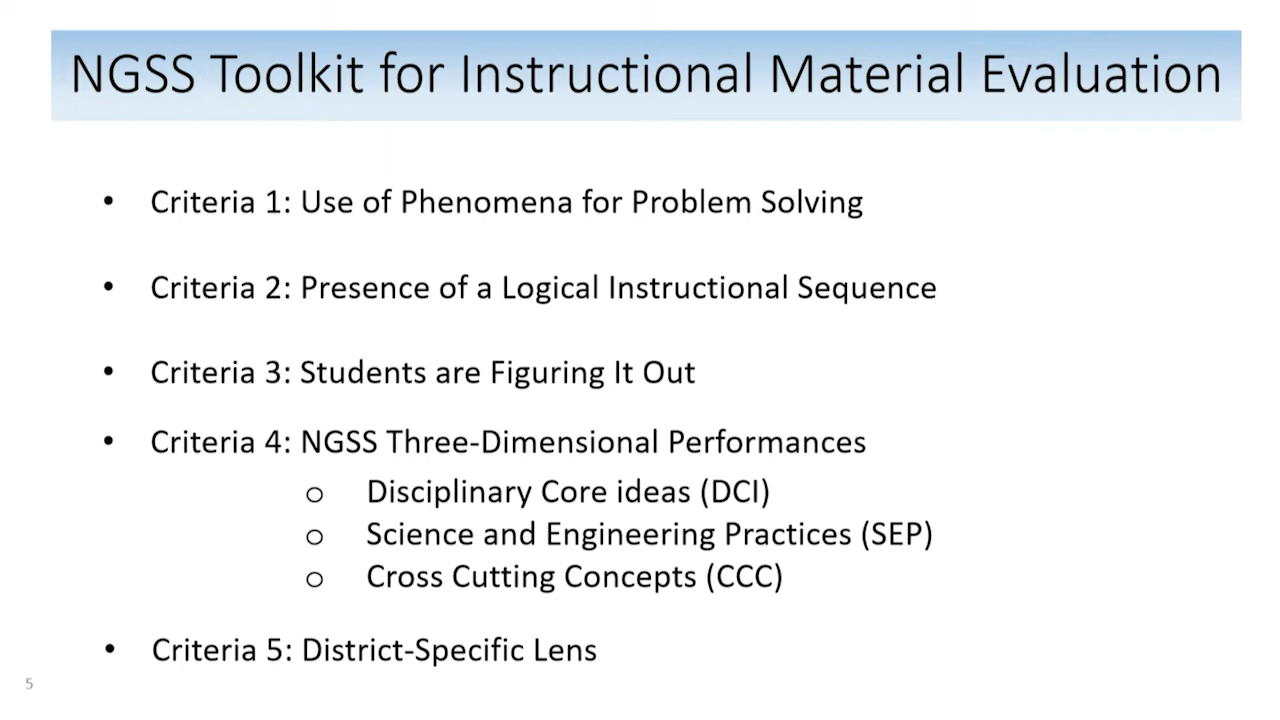 NGSS Toolkit for Instructional Material Evaluation
• Criteria 1: Use of Phenomena for Problem Solving
• Criteria 2: Presence of a Logical Instructional Sequence
• Criteria 3: Students are Figuring It Out
• Criteria 4: NGSS Three-Dimensional Performances
o Disciplinary Core ideas (DCI)
o Science and Engineering Practices (SEP)
o Cross Cutting Concepts (CCC)
• Criteria 5: District-Specific Lens
5